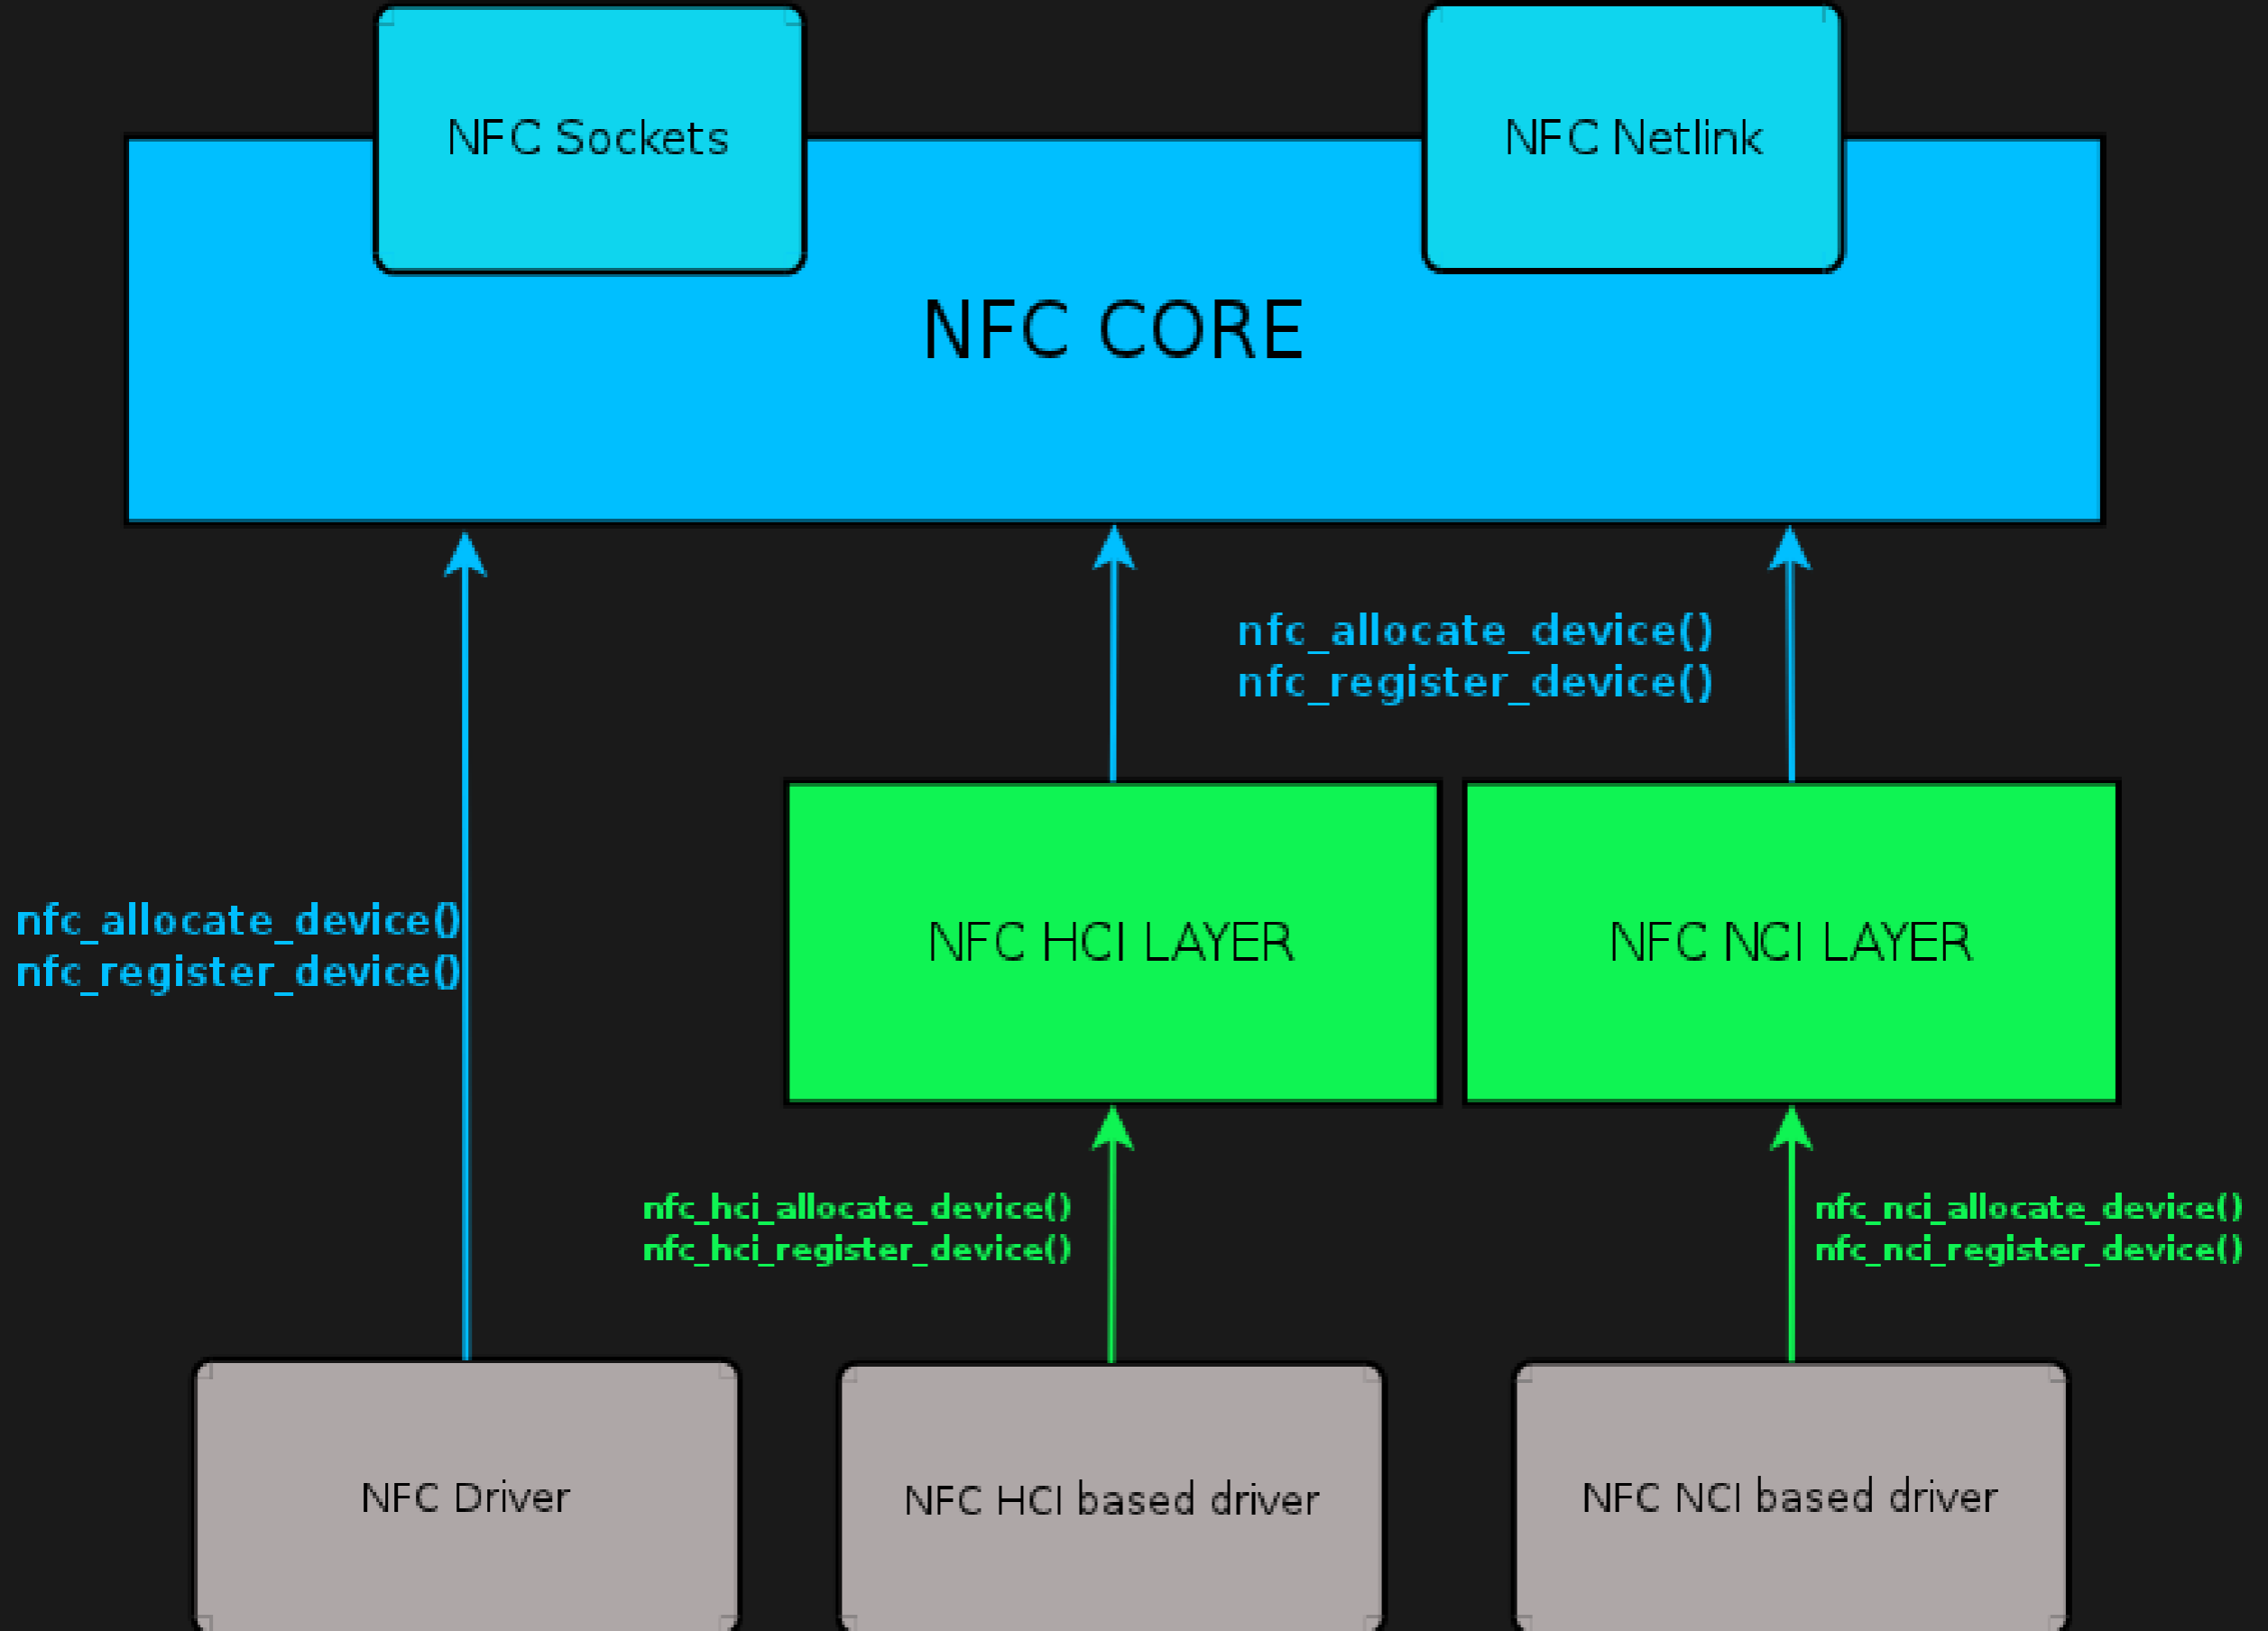 NFC Sockets
NFC Netlink
NFC CORE
nfc_allocate_device()
nfc_register_device()
nfc_allocate_device()
nfc_register_device()
NFC HCI LAYER
NFC NCI LAYER
nfc_hci_allocate_device()
nfc_hci_register_device()
nfc_nci_allocate_device()
nfc_nci_register_device()
NFC Driver
NFC HCI based driver
NFC NCI based driver